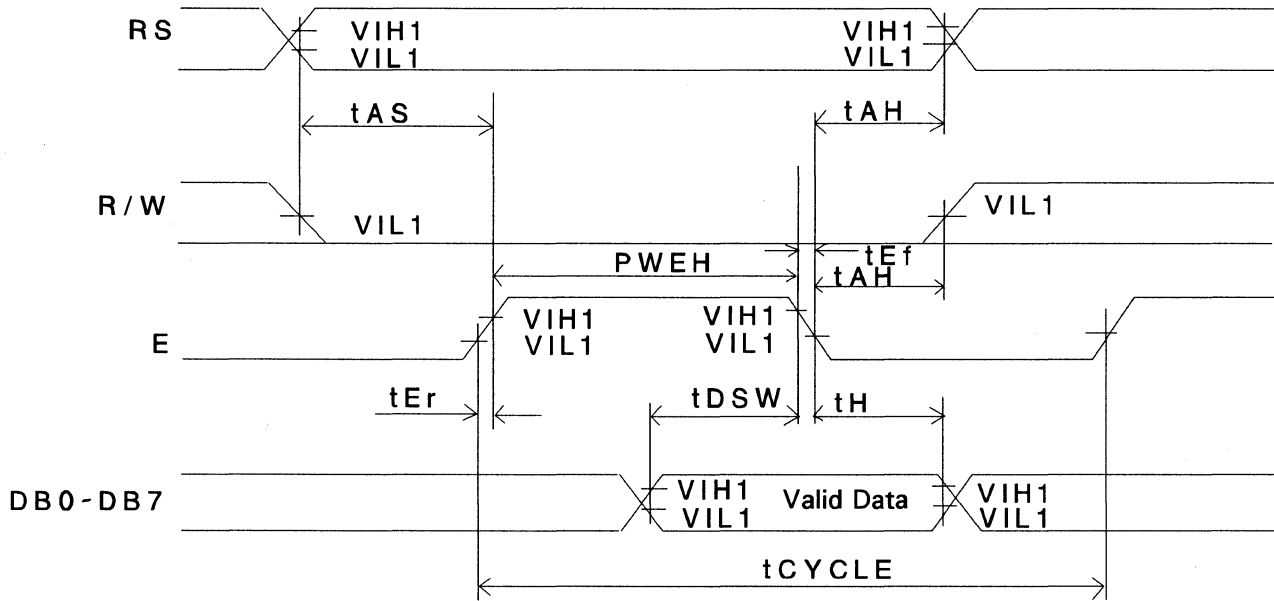 RS
VIH1 VIH1
VIL1 VIL1
tAS tAH
R/W
VIL1 VIL1
PWEH tEf
tAH
E
VIH1 VIH1
VIL1 VIL1
tEr tDSW tH
DB0-DB7
VIH1 Valid Data VIH1
VIL1 VIL1
tCYCLE